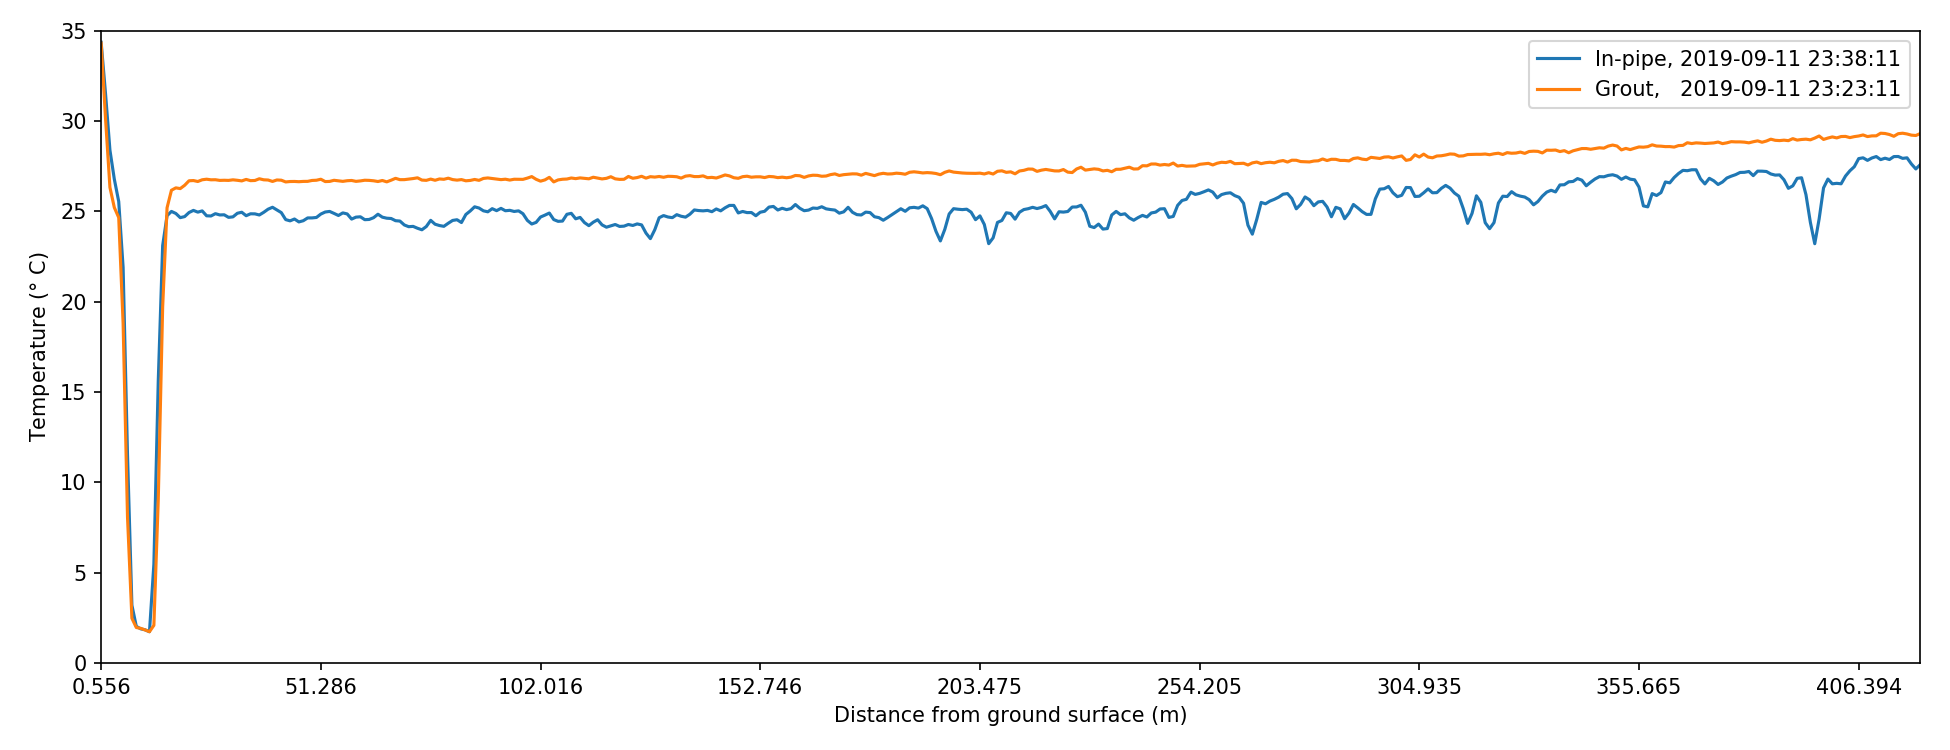 In-pipe, 2019-09-11 23:38:11
Grout, 2019-09-11 23:23:11
Temperature (° C)
35
30
25
20
15
10
5
0
0.556 51.286 102.016 152.746 203.475 254.205 304.935 355.665 406.394
Distance from ground surface (m)